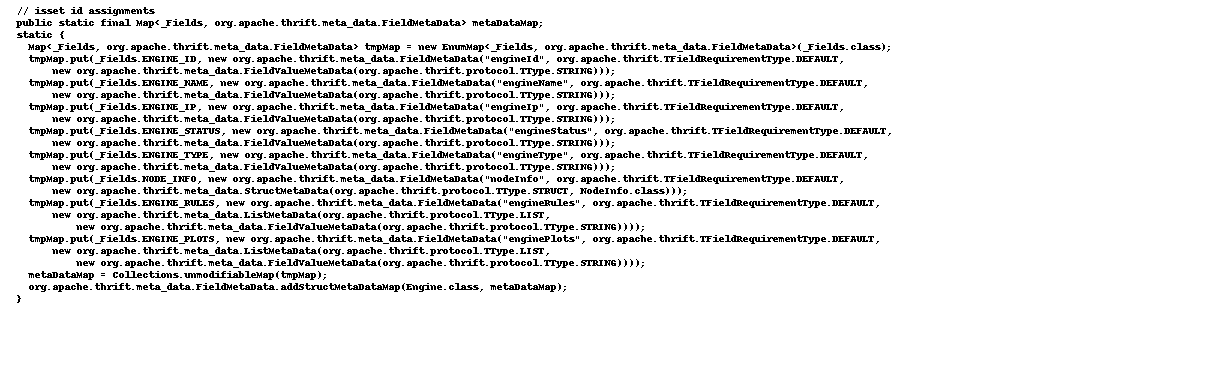 // isset id assignments
public static final Map<_Fields, org.apache.thrift.meta_data.FieldMetaData> metaDataMap;
static {
  Map<_Fields, org.apache.thrift.meta_data.FieldMetaData> tmpMap = new EnumMap<_Fields, org.apache.thrift.meta_data.FieldMetaData>(_Fields.class);
  tmpMap.put(_Fields.ENGINE_ID, new org.apache.thrift.meta_data.FieldMetaData("engineId", org.apache.thrift.TFieldRequirementType.DEFAULT,
      new org.apache.thrift.meta_data.FieldValueMetaData(org.apache.thrift.protocol.TType.STRING)));
  tmpMap.put(_Fields.ENGINE_NAME, new org.apache.thrift.meta_data.FieldMetaData("engineName", org.apache.thrift.TFieldRequirementType.DEFAULT,
      new org.apache.thrift.meta_data.FieldValueMetaData(org.apache.thrift.protocol.TType.STRING)));
  tmpMap.put(_Fields.ENGINE_IP, new org.apache.thrift.meta_data.FieldMetaData("engineIp", org.apache.thrift.TFieldRequirementType.DEFAULT,
      new org.apache.thrift.meta_data.FieldValueMetaData(org.apache.thrift.protocol.TType.STRING)));
  tmpMap.put(_Fields.ENGINE_STATUS, new org.apache.thrift.meta_data.FieldMetaData("engineStatus", org.apache.thrift.TFieldRequirementType.DEFAULT,
      new org.apache.thrift.meta_data.FieldValueMetaData(org.apache.thrift.protocol.TType.STRING)));
  tmpMap.put(_Fields.ENGINE_TYPE, new org.apache.thrift.meta_data.FieldMetaData("engineType", org.apache.thrift.TFieldRequirementType.DEFAULT,
      new org.apache.thrift.meta_data.FieldValueMetaData(org.apache.thrift.protocol.TType.STRING)));
  tmpMap.put(_Fields.NODE_INFO, new org.apache.thrift.meta_data.FieldMetaData("nodeInfo", org.apache.thrift.TFieldRequirementType.DEFAULT,
      new org.apache.thrift.meta_data.StructMetaData(org.apache.thrift.protocol.TType.STRUCT, NodeInfo.class)));
  tmpMap.put(_Fields.ENGINE_RULES, new org.apache.thrift.meta_data.FieldMetaData("engineRules", org.apache.thrift.TFieldRequirementType.DEFAULT,
      new org.apache.thrift.meta_data.ListMetaData(org.apache.thrift.protocol.TType.LIST,
          new org.apache.thrift.meta_data.FieldValueMetaData(org.apache.thrift.protocol.TType.STRING))));
  tmpMap.put(_Fields.ENGINE_PLOTS, new org.apache.thrift.meta_data.FieldMetaData("enginePlots", org.apache.thrift.TFieldRequirementType.DEFAULT,
      new org.apache.thrift.meta_data.ListMetaData(org.apache.thrift.protocol.TType.LIST,
          new org.apache.thrift.meta_data.FieldValueMetaData(org.apache.thrift.protocol.TType.STRING))));
  metaDataMap = Collections.unmodifiableMap(tmpMap);
  org.apache.thrift.meta_data.FieldMetaData.addStructMetaDataMap(Engine.class, metaDataMap);
}